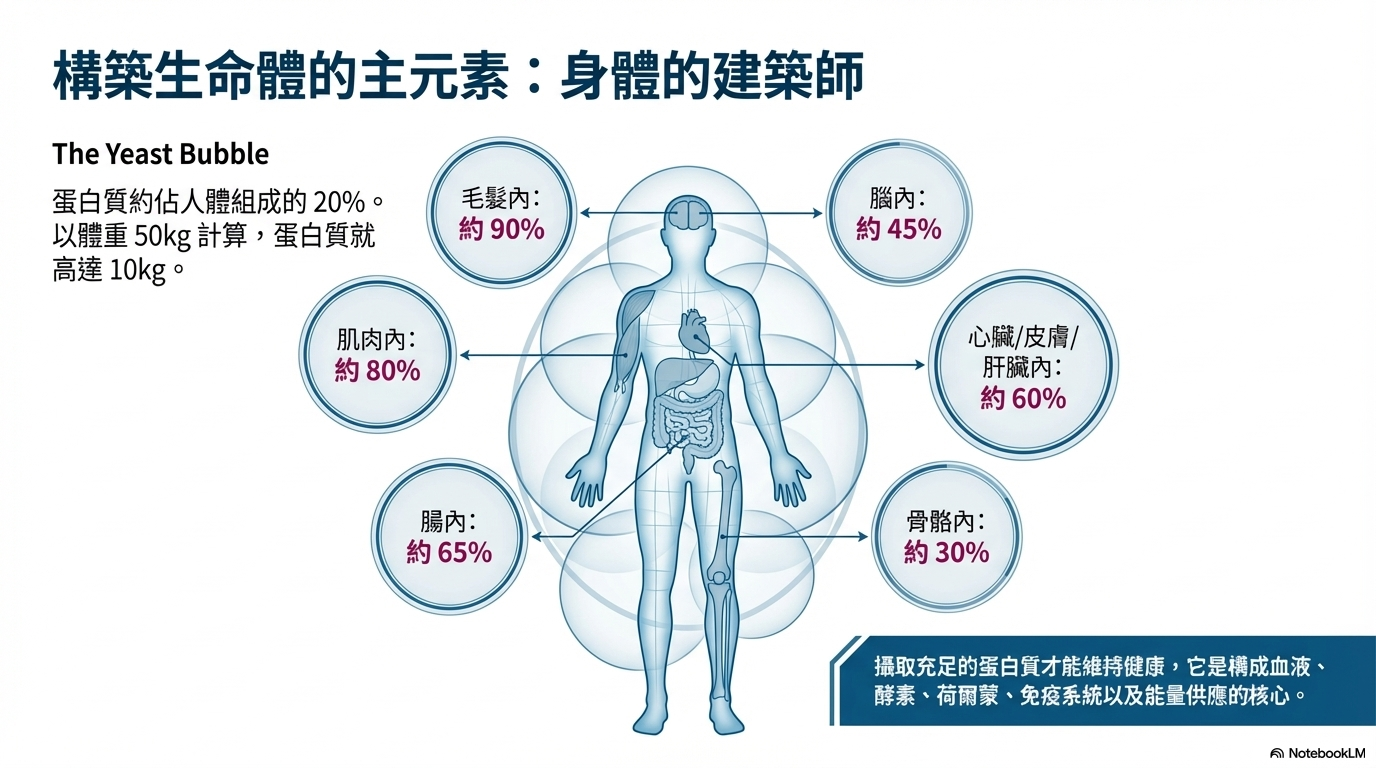 構築生命體的主元素：身體的建築師
The Yeast Bubble
蛋白質約佔人體組成的 20%。
以體重 50kg 計算，蛋白質就
高達 10kg。
毛髮內：
約 90%
腦內：
約 45%
肌肉內：
約 80%
心臟/皮膚/
肝臟內：
約 60%
腸內：
約 65%
骨骼內：
約 30%
攝取充足的蛋白質才能維持健康，它是構成血液、
酵素、荷爾蒙、免疫系統以及能量供應的核心。
NotebookLM